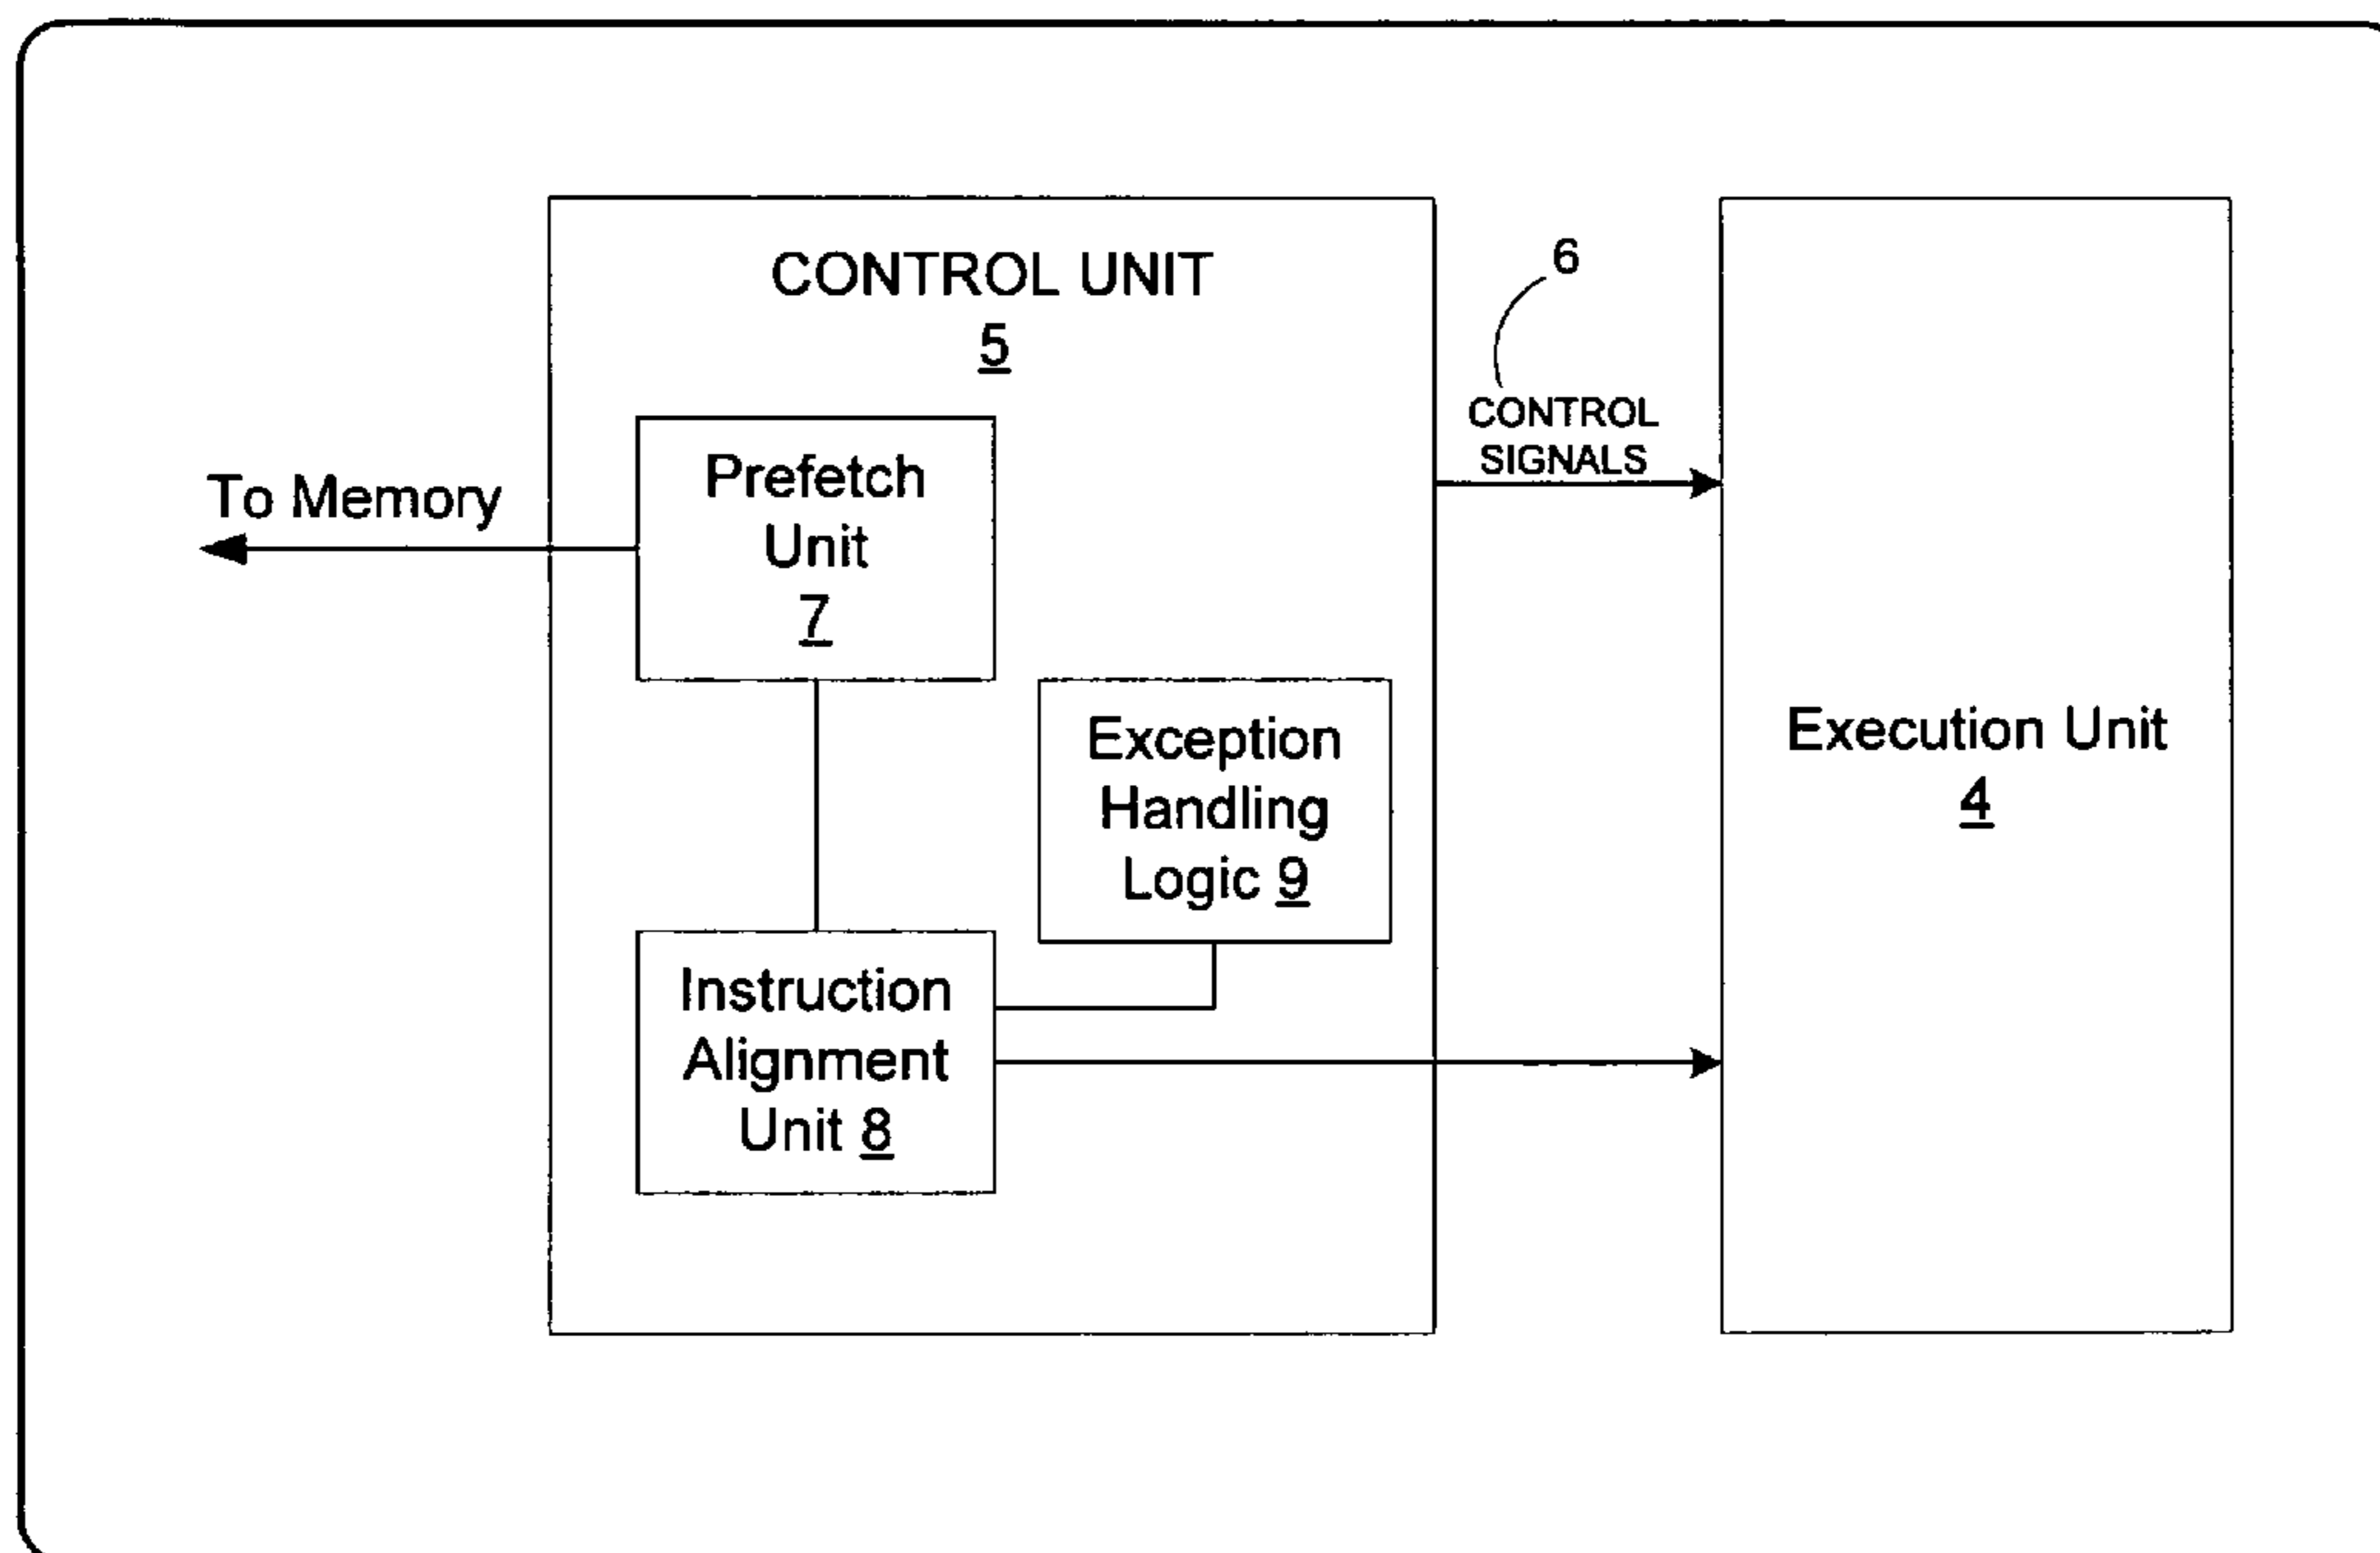 CONTROL UNIT
5
6
CONTROL
SIGNALS
To Memory
Prefetch
Unit
7
Exception
Handling
Logic 9
Execution Unit
4
Instruction
Alignment
Unit 8